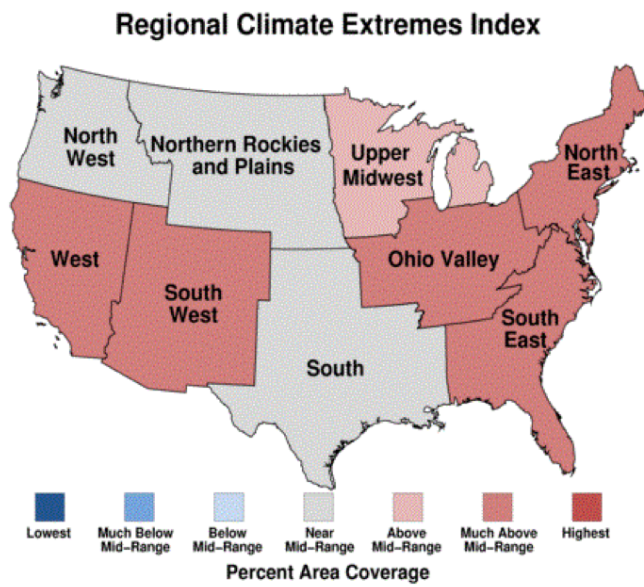 Regional Climate Extremes Index
North
West
Northern Rockies
and Plains
Upper
Midwest
North
East
West
South
West
Ohio Valley
South
East
South
Lowest
Much Below
Mid-Range
Below
Mid-Range
Near
Mid-Range
Above
Mid-Range
Much Above
Mid-Range
Highest
Percent Area Coverage